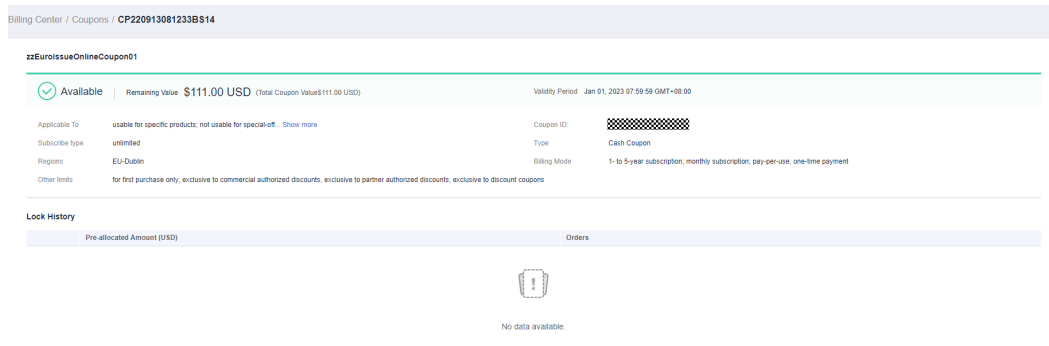 Billing Center / Coupons / CP220913081233BS14
zzEuroIssueOnlineCoupon01
Available | Remaining Value $111.00 USD (Total Coupon Value$111.00 USD) Validity Period Jan 01, 2023 07:59:59 GMT+08:00
Applicable To usable for specific products; not usable for special-off... Show more Coupon ID:
Subscribe type unlimited Type Cash Coupon
Regions EU-Dublin Billing Mode 1- to 5-year subscription; monthly subscription; pay-per-use; one-time payment
Other limits for first purchase only; exclusive to commercial authorized discounts, exclusive to partner authorized discounts; exclusive to discount coupons
Lock History
Pre-allocated Amount (USD) Orders
No data available.